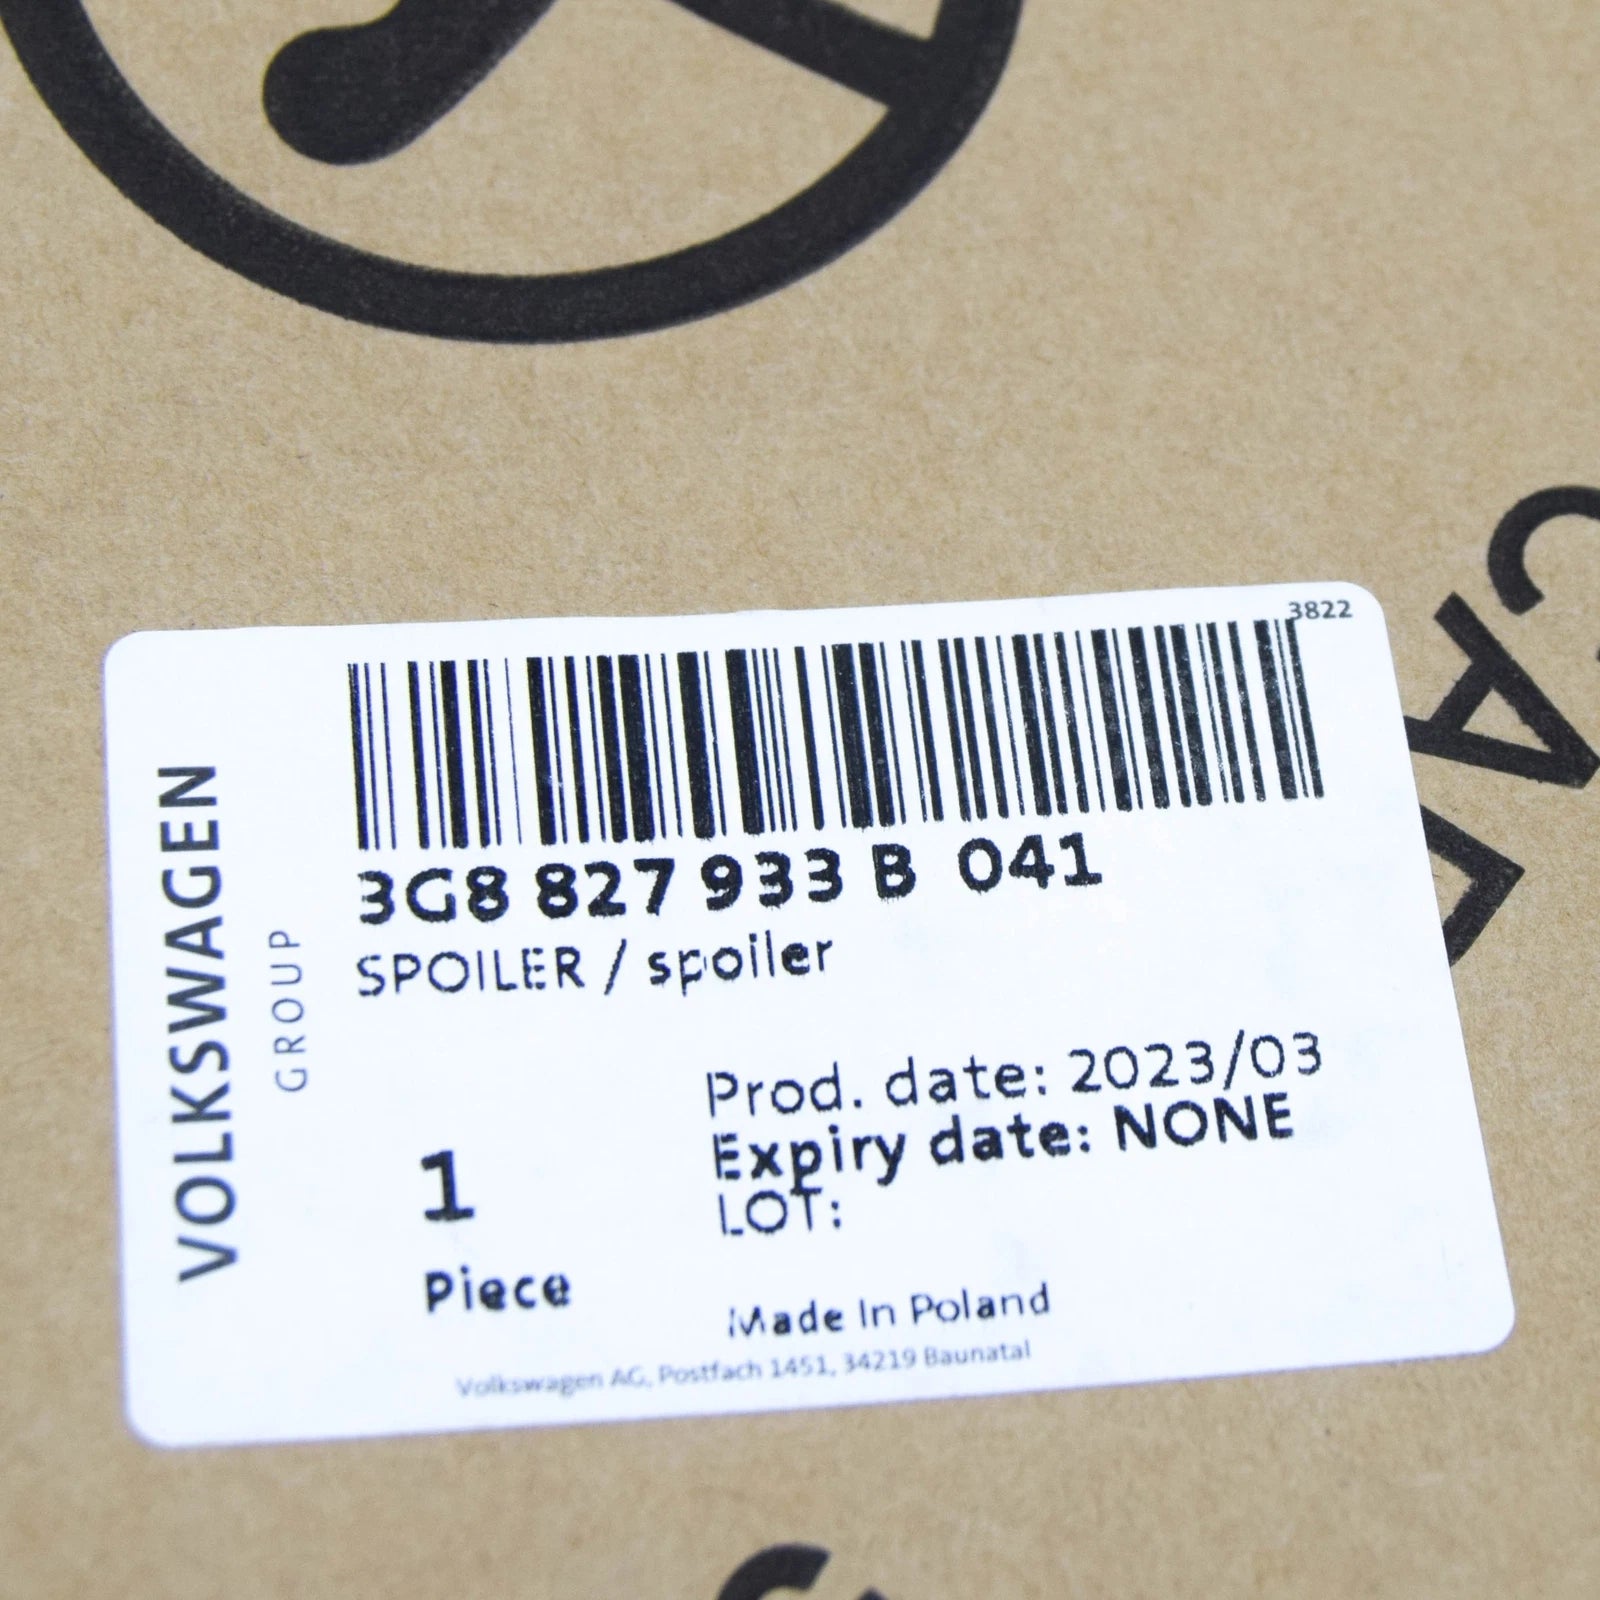 3822
3G8 827 933 B 041
SPOILER / spoiler
VOLKSWAGEN
GROUP
Prod. date: 2023/03
Expiry date: NONE
LOT:
1
Piece
Made In Poland
Volkswagen AG, Postfach 1451, 34219 Baunatal